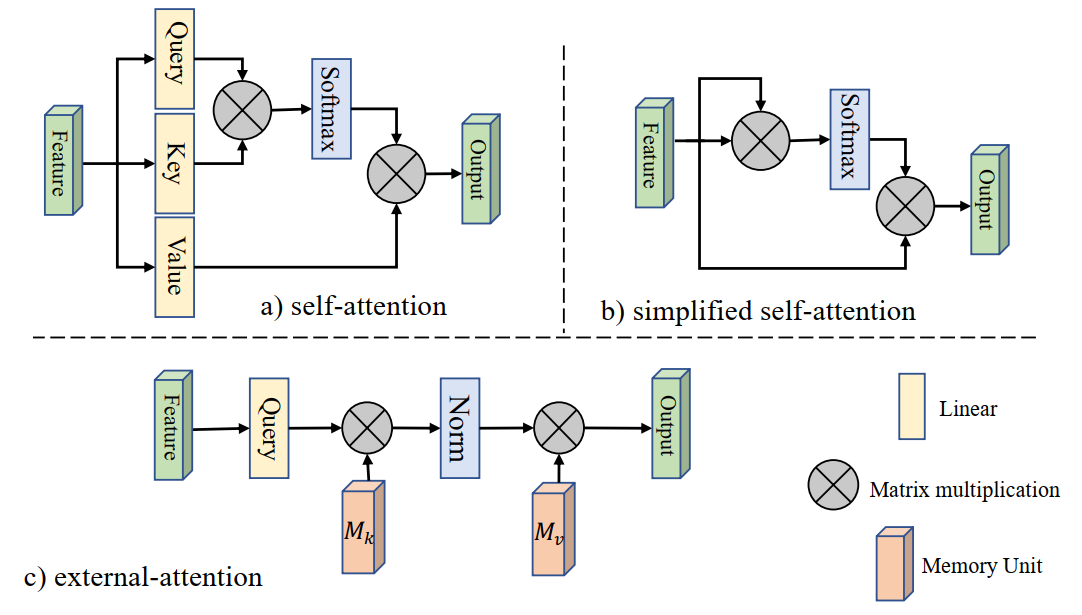 Feature
Query
Key
Value
Softmax
Output
a) self-attention
Feature
Softmax
Output
b) simplified self-attention
Feature
Query
M_k
Norm
M_v
Output
c) external-attention
Linear
Matrix multiplication
Memory Unit